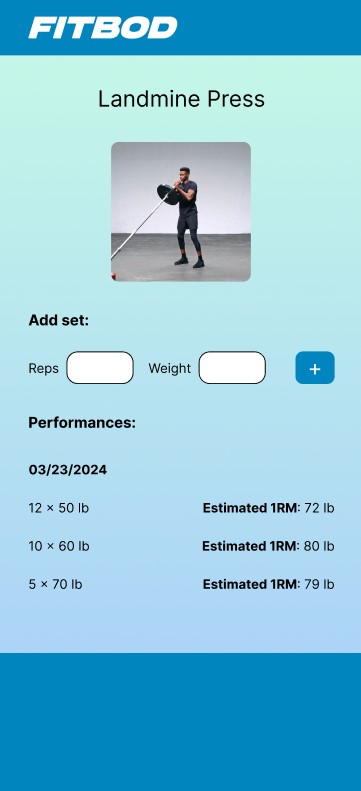 FITBOD
Landmine Press
Add set:
Reps Weight +
Performances:
03/23/2024
12 × 50 lb Estimated 1RM: 72 lb
10 × 60 lb Estimated 1RM: 80 lb
5 × 70 lb Estimated 1RM: 79 lb